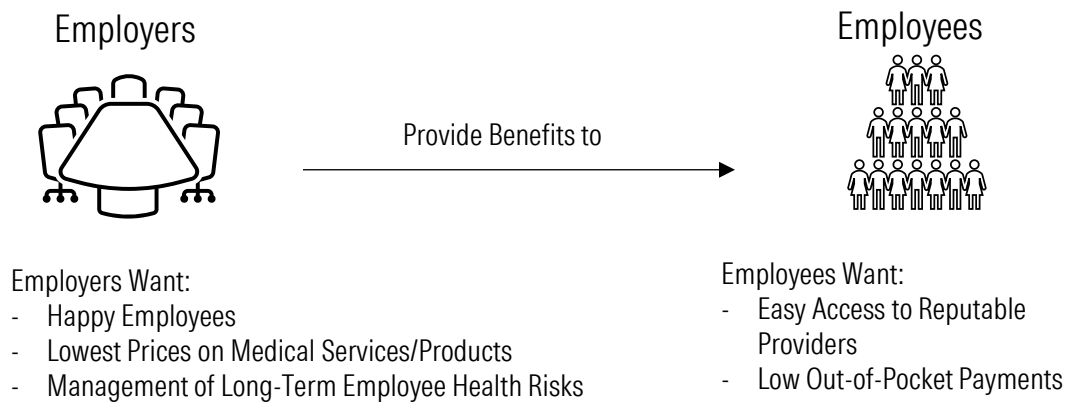 Employers
Employees
Provide Benefits to
Employers Want:
- Happy Employees
- Lowest Prices on Medical Services/Products
- Management of Long-Term Employee Health Risks
Employees Want:
- Easy Access to Reputable
Providers
- Low Out-of-Pocket Payments